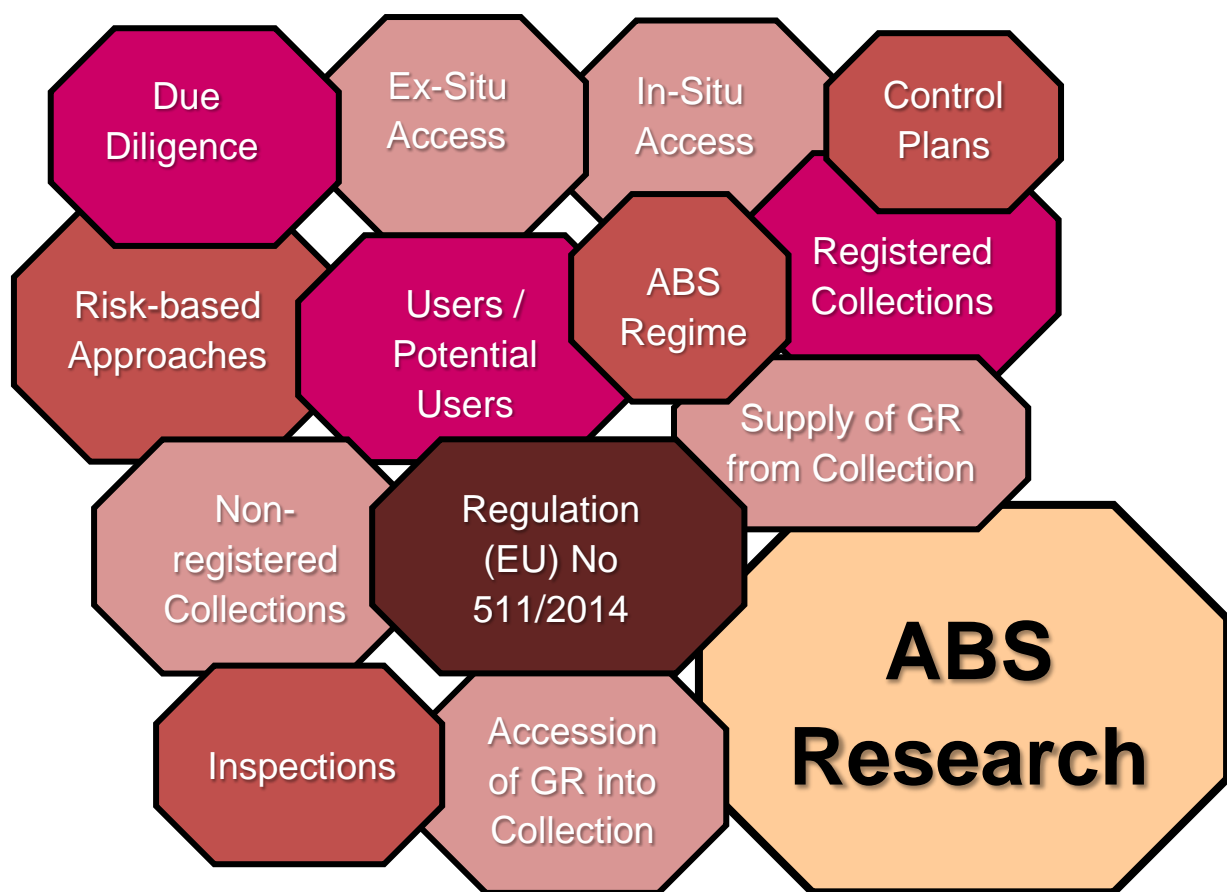 Due
Diligence
Ex-Situ
Access
In-Situ
Access
Control
Plans
Risk-based
Approaches
Users /
Potential
Users
ABS
Regime
Registered
Collections
Supply of GR
from Collection
Non-
registered
Collections
Regulation
(EU) No
511/2014
ABS
Research
Inspections
Accession
of GR into
Collection